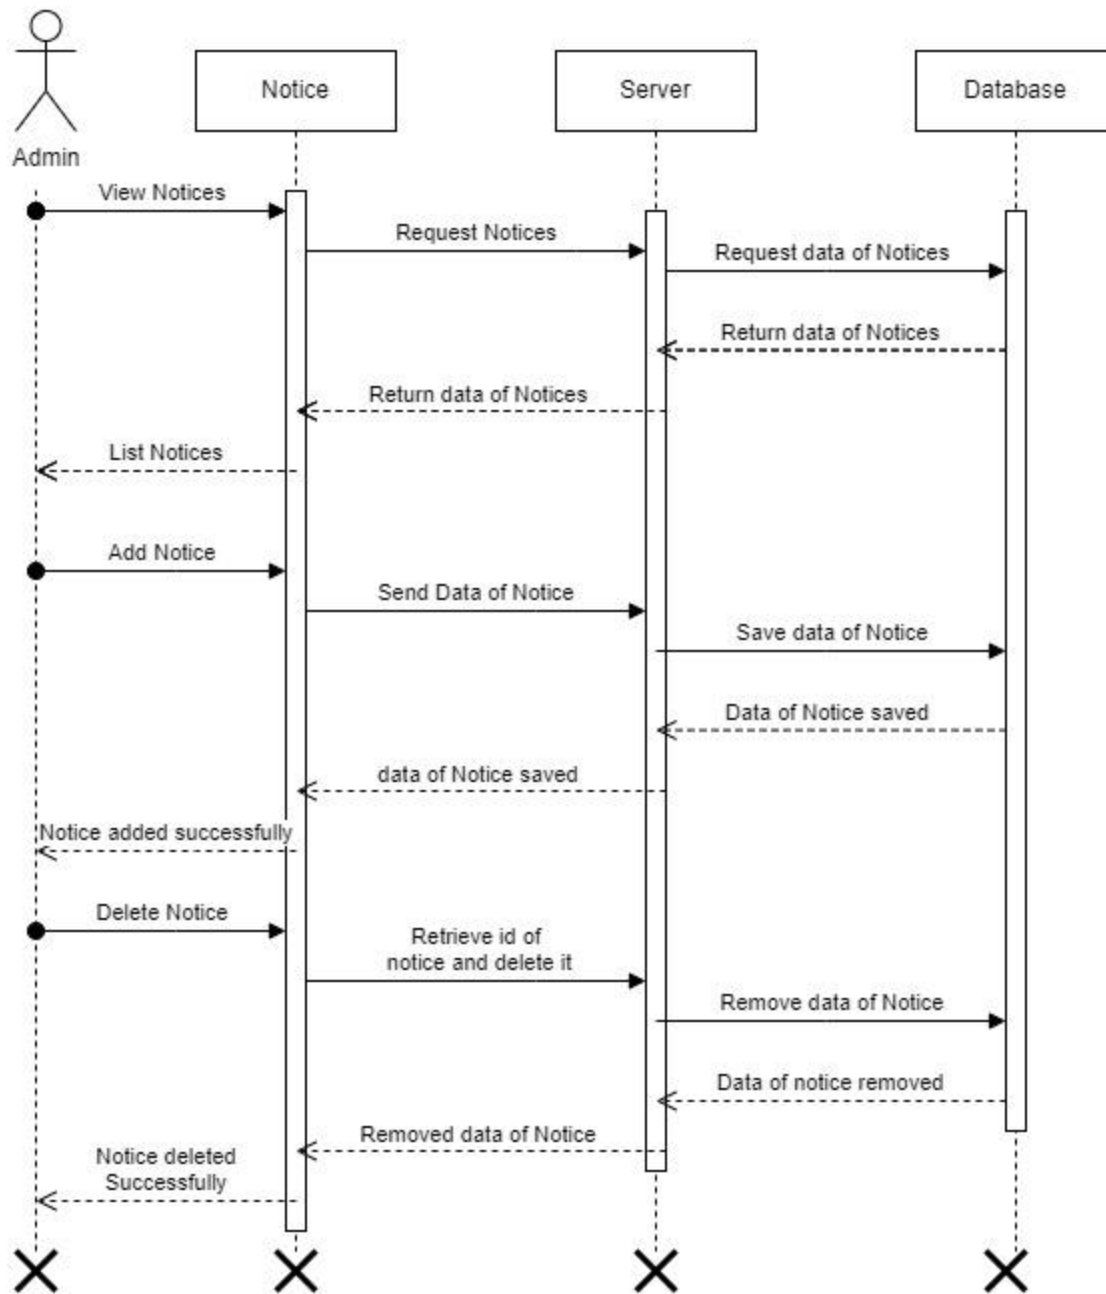 Notice
Server
Database
Admin
View Notices
Request Notices
Request data of Notices
Return data of Notices
Return data of Notices
List Notices
Add Notice
Send Data of Notice
Save data of Notice
Data of Notice saved
data of Notice saved
Notice added successfully
Delete Notice
Retrieve id of
notice and delete it
Remove data of Notice
Data of notice removed
Removed data of Notice
Notice deleted
Successfully